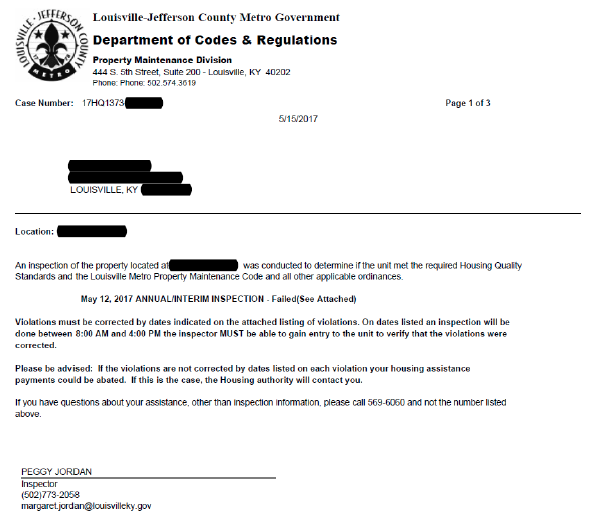 LOUISVILLE-JEFFERSON COUNTY
METRO
Louisville-Jefferson County Metro Government
Department of Codes & Regulations
Property Maintenance Division
444 S. 5th Street, Suite 200 - Louisville, KY 40202
Phone: Phone: 502.574.3619
Case Number: 17HQ1373
Page 1 of 3
5/15/2017
LOUISVILLE, KY
Location:
An inspection of the property located at was conducted to determine if the unit met the required Housing Quality
Standards and the Louisville Metro Property Maintenance Code and all other applicable ordinances.
May 12, 2017 ANNUAL/INTERIM INSPECTION - Failed(See Attached)
Violations must be corrected by dates indicated on the attached listing of violations. On dates listed an inspection will be
done between 8:00 AM and 4:00 PM the inspector MUST be able to gain entry to the unit to verify that the violations were
corrected.
Please be advised: If the violations are not corrected by dates listed on each violation your housing assistance
payments could be abated. If this is the case, the Housing authority will contact you.
If you have questions about your assistance, other than inspection information, please call 569-6060 and not the number listed
above.
PEGGY JORDAN
Inspector
(502)773-2058
margaret.jordan@louisvilleky.gov